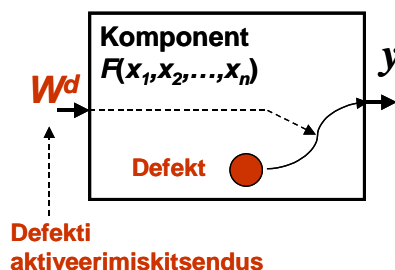 Komponent
F(x1,x2,…,xn)
y
Wd
Defekt
Defekti
aktiveerimiskitsendus